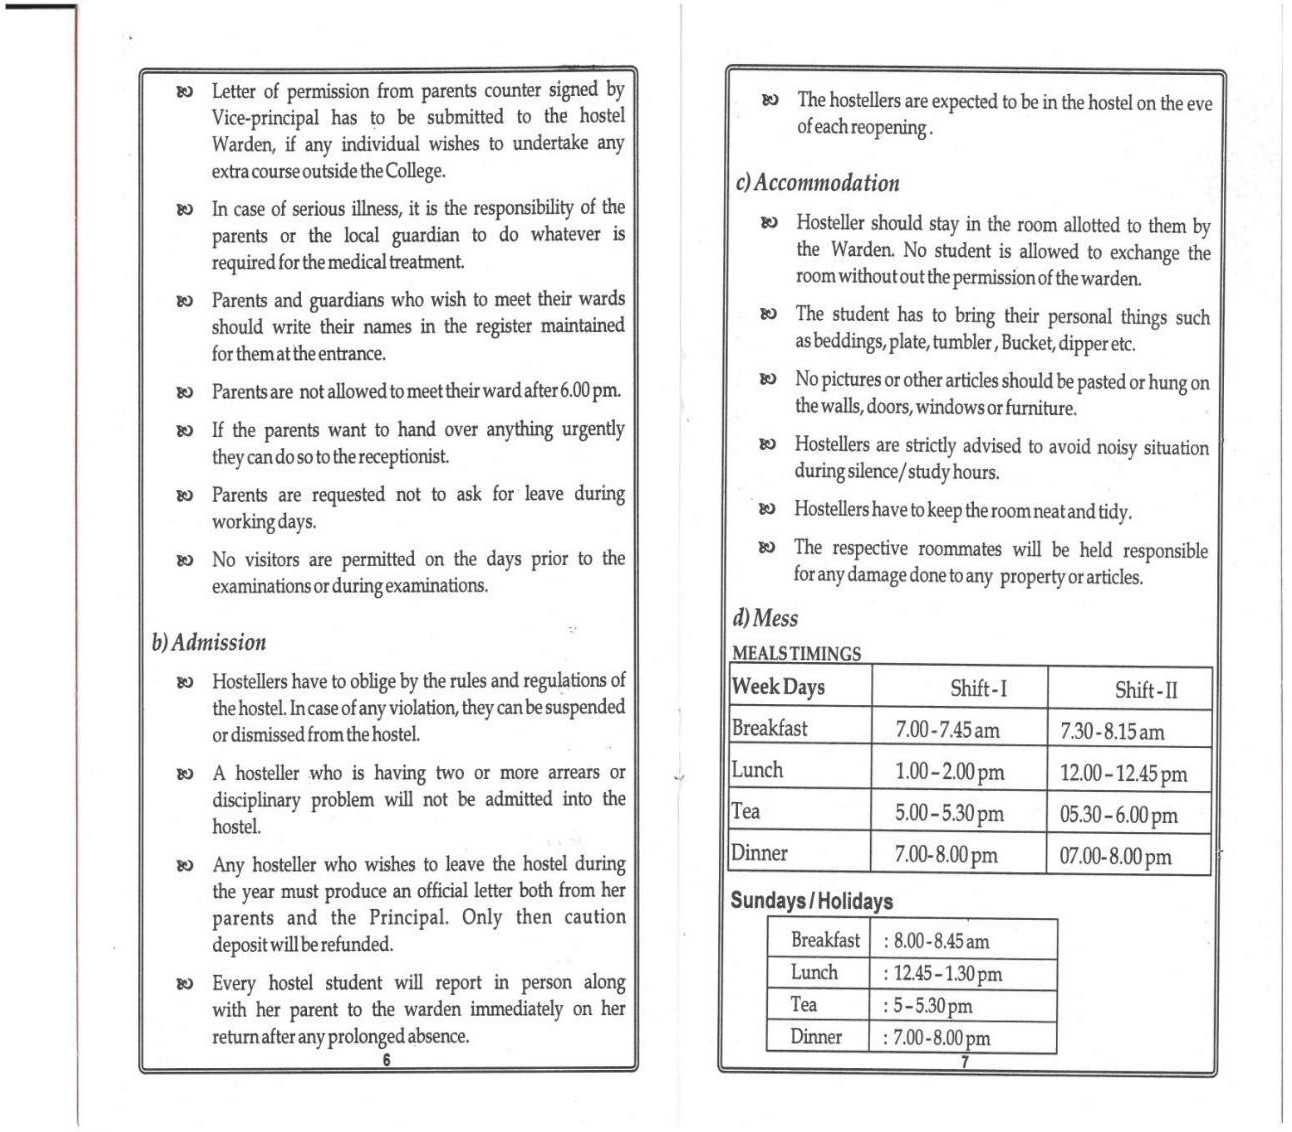 Letter of permission from parents counter signed by
Vice-principal has to be submitted to the hostel
Warden, if any individual wishes to undertake any
extra course outside the College.
In case of serious illness, it is the responsibility of the
parents or the local guardian to do whatever is
required for the medical treatment.
Parents and guardians who wish to meet their wards
should write their names in the register maintained
for them at the entrance.
Parents are not allowed to meet their ward after 6.00 pm.
If the parents want to hand over anything urgently
they can do so to the receptionist.
Parents are requested not to ask for leave during
working days.
No visitors are permitted on the days prior to the
examinations or during examinations.
b) Admission
Hostellers have to oblige by the rules and regulations of
the hostel. In case of any violation, they can be suspended
or dismissed from the hostel.
A hosteller who is having two or more arrears or
disciplinary problem will not be admitted into the
hostel.
Any hosteller who wishes to leave the hostel during
the year must produce an official letter both from her
parents and the Principal. Only then caution
deposit will be refunded.
Every hostel student will report in person along
with her parent to the warden immediately on her
return after any prolonged absence.
6
The hostellers are expected to be in the hostel on the eve
of each reopening.
c) Accommodation
Hosteller should stay in the room allotted to them by
the Warden. No student is allowed to exchange the
room without out the permission of the warden.
The student has to bring their personal things such
as beddings, plate, tumbler, Bucket, dipper etc.
No pictures or other articles should be pasted or hung on
the walls, doors, windows or furniture.
Hostellers are strictly advised to avoid noisy situation
during silence/study hours.
Hostellers have to keep the room neat and tidy.
The respective roommates will be held responsible
for any damage done to any property or articles.
d) Mess
MEALS TIMINGS
Week Days Shift-I Shift-II
Breakfast 7.00-7.45 am 7.30-8.15 am
Lunch 1.00-2.00 pm 12.00-12.45 pm
Tea 5.00-5.30 pm 05.30-6.00 pm
Dinner 7.00-8.00 pm 07.00-8.00 pm
Sundays/Holidays
Breakfast : 8.00-8.45 am
Lunch : 12.45-1.30 pm
Tea : 5-5.30 pm
Dinner : 7.00-8.00 pm
7